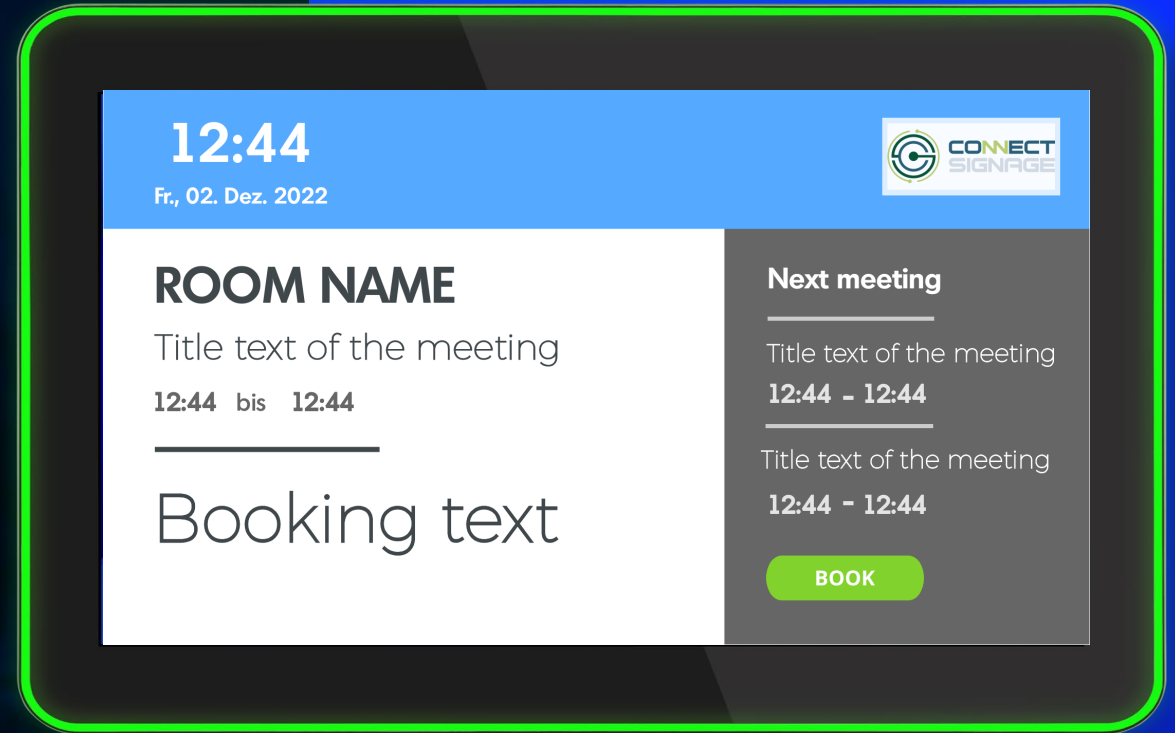 12:44
Fr., 02. Dez. 2022
CONNECT
SIGNAGE
ROOM NAME
Title text of the meeting
12:44 bis 12:44
Booking text
Next meeting
Title text of the meeting
12:44 - 12:44
Title text of the meeting
12:44 - 12:44
BOOK